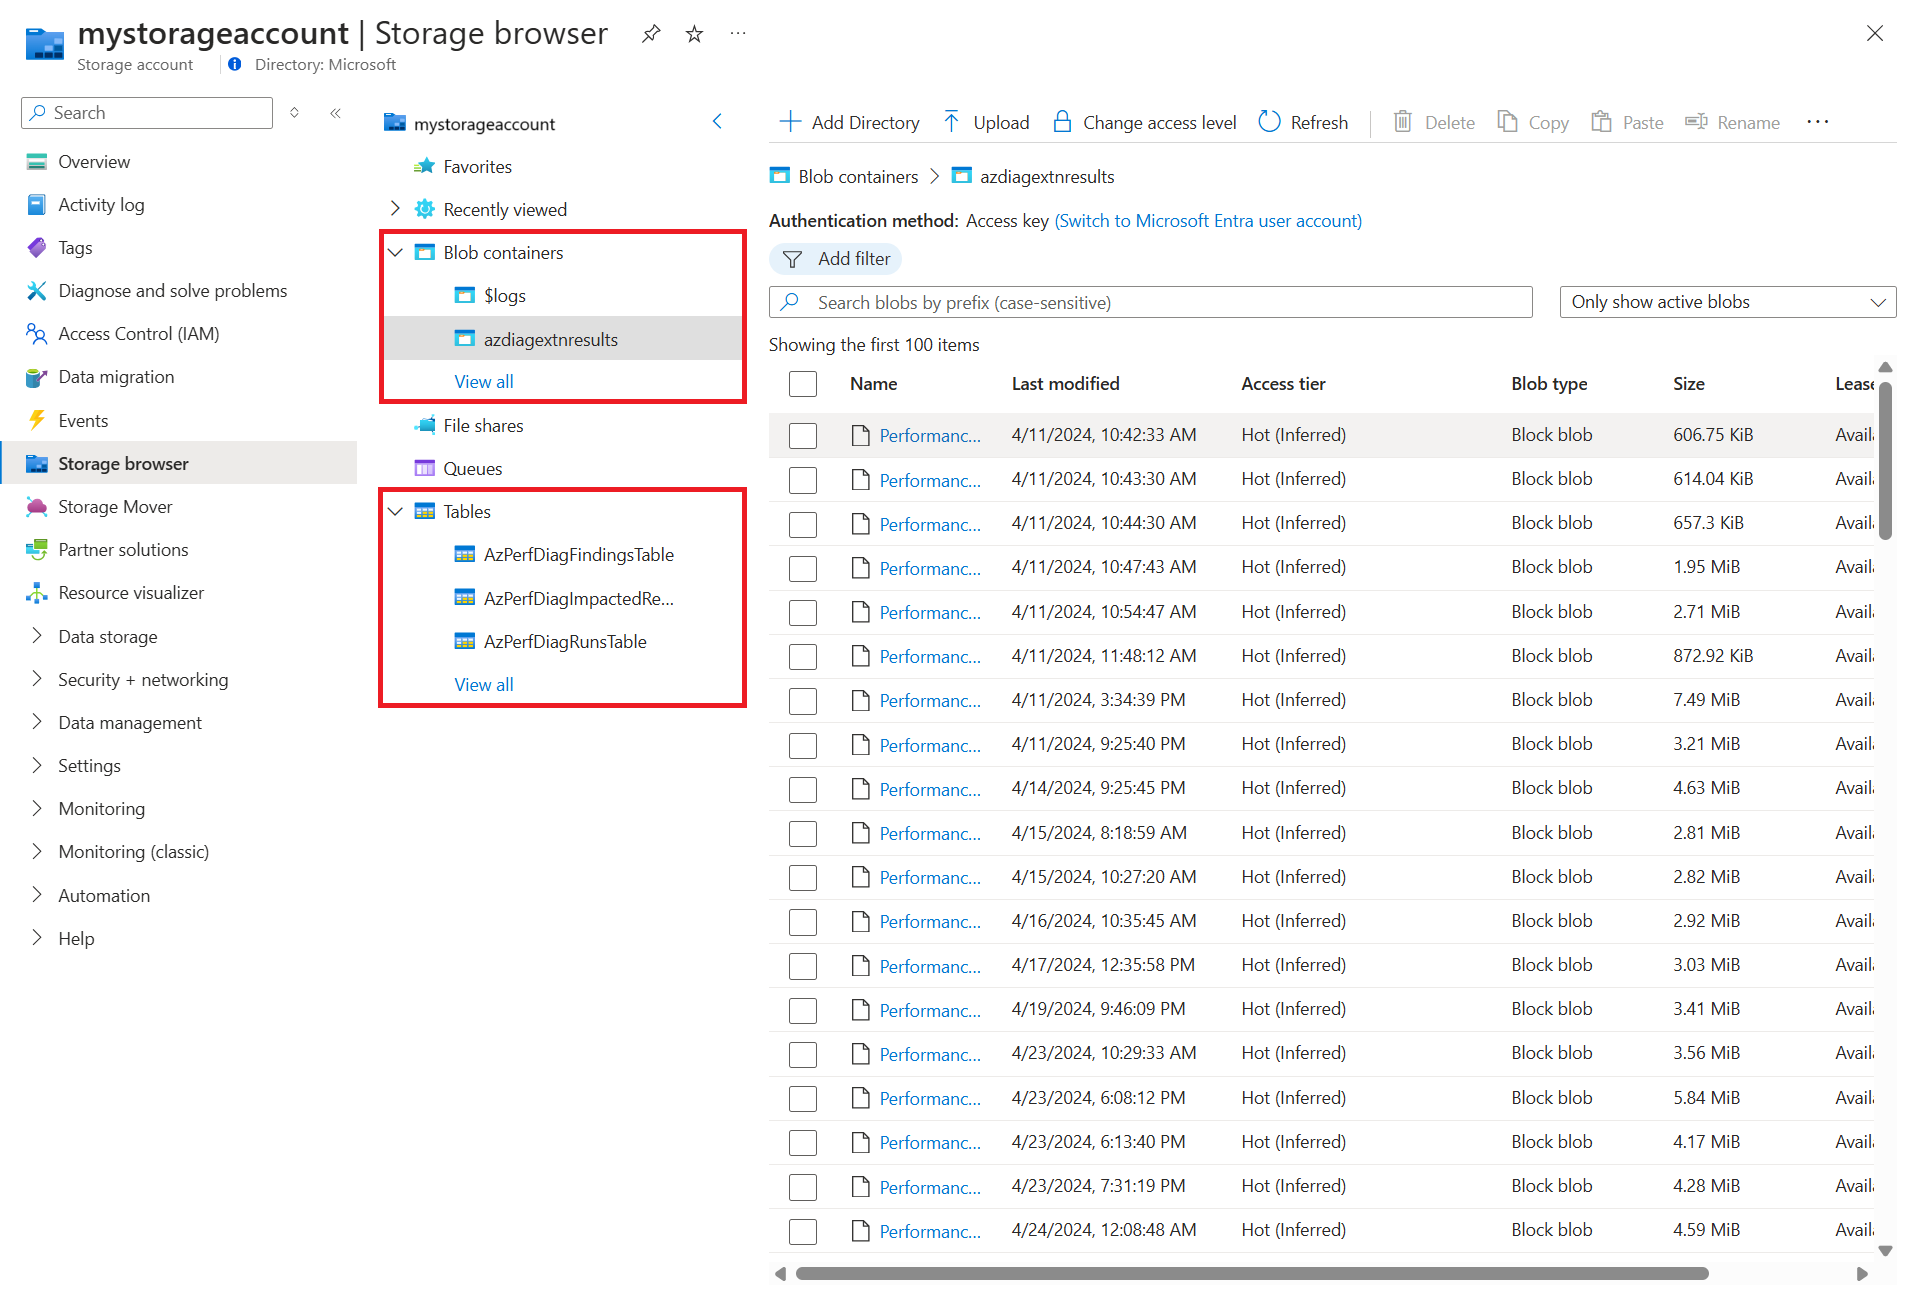 mystorageaccount | Storage browser
Storage account
Directory: Microsoft
Search
Overview
Activity log
Tags
Diagnose and solve problems
Access Control (IAM)
Data migration
Events
Storage browser
Storage Mover
Partner solutions
Resource visualizer
Data storage
Security + networking
Data management
Settings
Monitoring
Monitoring (classic)
Automation
Help
mystorageaccount
Favorites
Recently viewed
Blob containers
$logs
azdiagextnresults
View all
File shares
Queues
Tables
AzPerfDiagFindingsTable
AzPerfDiagImpactedRe...
AzPerfDiagRunsTable
View all
Add Directory Upload Change access level Refresh Delete Copy Paste Rename
Blob containers > azdiagextnresults
Authentication method: Access key (Switch to Microsoft Entra user account)
Add filter
Search blobs by prefix (case-sensitive) Only show active blobs
Showing the first 100 items
Name Last modified Access tier Blob type Size Lease
Performanc... 4/11/2024, 10:42:33 AM Hot (Inferred) Block blob 606.75 KiB Avail
Performanc... 4/11/2024, 10:43:30 AM Hot (Inferred) Block blob 614.04 KiB Avail
Performanc... 4/11/2024, 10:44:30 AM Hot (Inferred) Block blob 657.3 KiB Avail
Performanc... 4/11/2024, 10:47:43 AM Hot (Inferred) Block blob 1.95 MiB Avail
Performanc... 4/11/2024, 10:54:47 AM Hot (Inferred) Block blob 2.71 MiB Avail
Performanc... 4/11/2024, 11:48:12 AM Hot (Inferred) Block blob 872.92 KiB Avail
Performanc... 4/11/2024, 3:34:39 PM Hot (Inferred) Block blob 7.49 MiB Avail
Performanc... 4/11/2024, 9:25:40 PM Hot (Inferred) Block blob 3.21 MiB Avail
Performanc... 4/14/2024, 9:25:45 PM Hot (Inferred) Block blob 4.63 MiB Avail
Performanc... 4/15/2024, 8:18:59 AM Hot (Inferred) Block blob 2.81 MiB Avail
Performanc... 4/15/2024, 10:27:20 AM Hot (Inferred) Block blob 2.82 MiB Avail
Performanc... 4/16/2024, 10:35:45 AM Hot (Inferred) Block blob 2.92 MiB Avail
Performanc... 4/17/2024, 12:35:58 PM Hot (Inferred) Block blob 3.03 MiB Avail
Performanc... 4/19/2024, 9:46:09 PM Hot (Inferred) Block blob 3.41 MiB Avail
Performanc... 4/23/2024, 10:29:33 AM Hot (Inferred) Block blob 3.56 MiB Avail
Performanc... 4/23/2024, 6:08:12 PM Hot (Inferred) Block blob 5.84 MiB Avail
Performanc... 4/23/2024, 6:13:40 PM Hot (Inferred) Block blob 4.17 MiB Avail
Performanc... 4/23/2024, 7:31:19 PM Hot (Inferred) Block blob 4.28 MiB Avail
Performanc... 4/24/2024, 12:08:48 AM Hot (Inferred) Block blob 4.59 MiB Avail